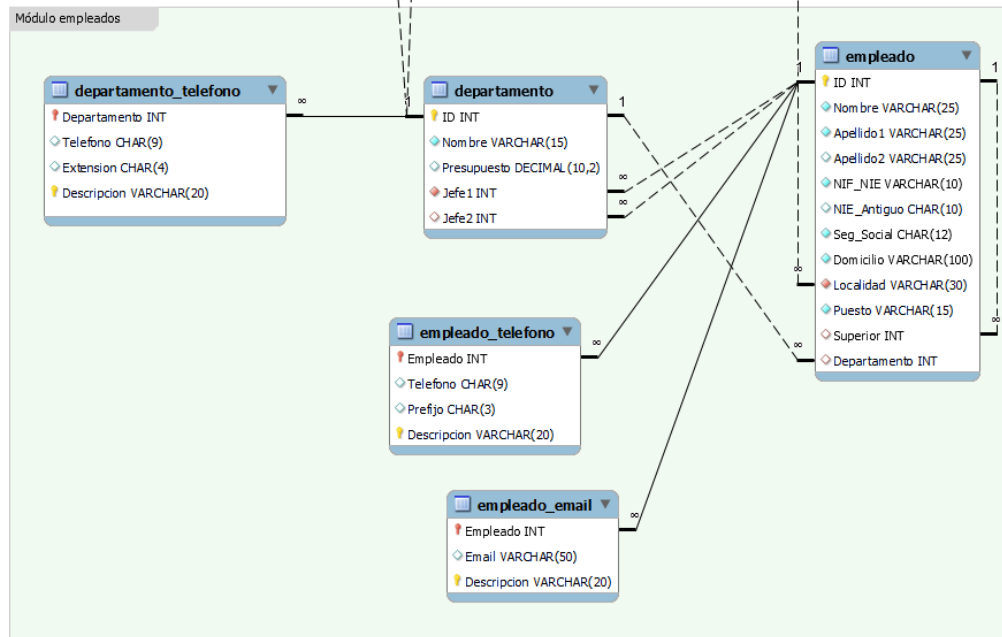 Módulo empleados
departamento_telefono
Departamento INT
Telefono CHAR(9)
Extension CHAR(4)
Descripcion VARCHAR(20)
∞
1
departamento
ID INT
Nombre VARCHAR(15)
Presupuesto DECIMAL(10,2)
Jefe1 INT
Jefe2 INT
1
∞
∞
empleado
ID INT
Nombre VARCHAR(25)
Apellido1 VARCHAR(25)
Apellido2 VARCHAR(25)
NIF_NIE VARCHAR(10)
NIE_Antiguo CHAR(10)
Seg_Social CHAR(12)
Domicilio VARCHAR(100)
Localidad VARCHAR(30)
Puesto VARCHAR(15)
Superior INT
Departamento INT
1
1
∞
∞
∞
empleado_telefono
Empleado INT
Telefono CHAR(9)
Prefijo CHAR(3)
Descripcion VARCHAR(20)
∞
empleado_email
Empleado INT
Email VARCHAR(50)
Descripcion VARCHAR(20)
∞